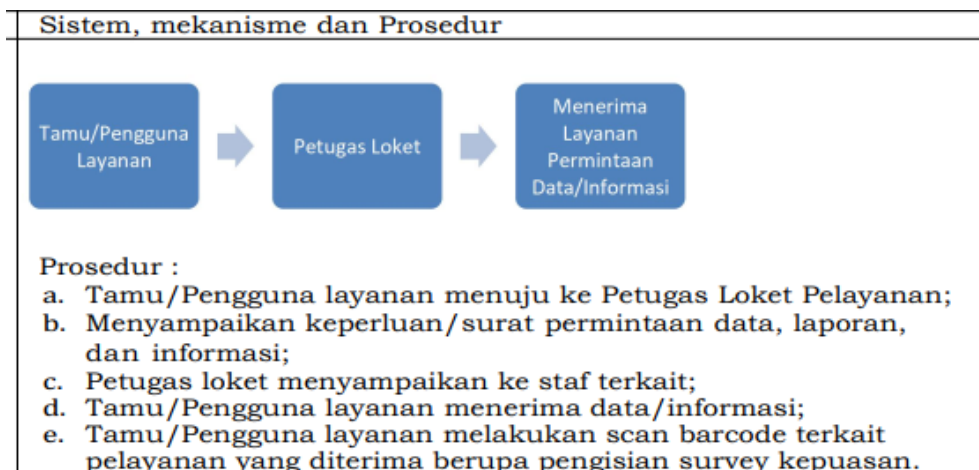 Sistem, mekanisme dan Prosedur
Tamu/Pengguna
Layanan
Petugas Loket
Menerima
Layanan
Permintaan
Data/Informasi
Prosedur :
a. Tamu/Pengguna layanan menuju ke Petugas Loket Pelayanan;
b. Menyampaikan keperluan/surat permintaan data, laporan,
dan informasi;
c. Petugas loket menyampaikan ke staf terkait;
d. Tamu/Pengguna layanan menerima data/informasi;
e. Tamu/Pengguna layanan melakukan scan barcode terkait
pelayanan yang diterima berupa pengisian survey kepuasan.